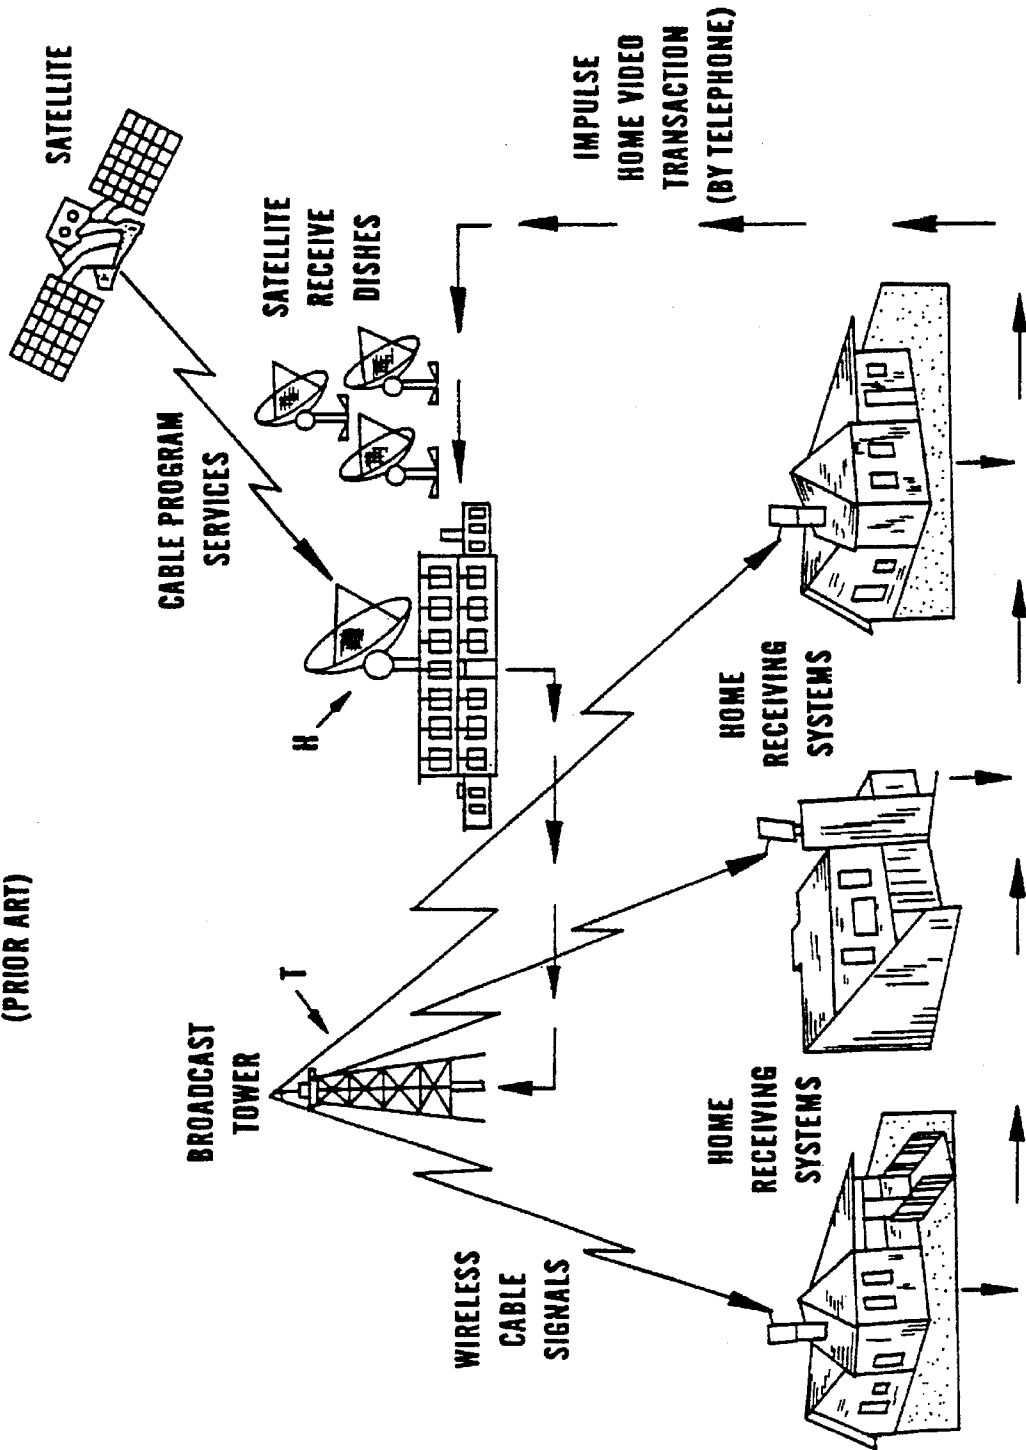 (PRIOR ART)
SATELLITE
CABLE PROGRAM
SERVICES
SATELLITE
RECEIVE
DISHES
H
BROADCAST
TOWER
T
IMPULSE
HOME VIDEO
TRANSACTION
(BY TELEPHONE)
WIRELESS
CABLE
SIGNALS
HOME
RECEIVING
SYSTEMS
HOME
RECEIVING
SYSTEMS